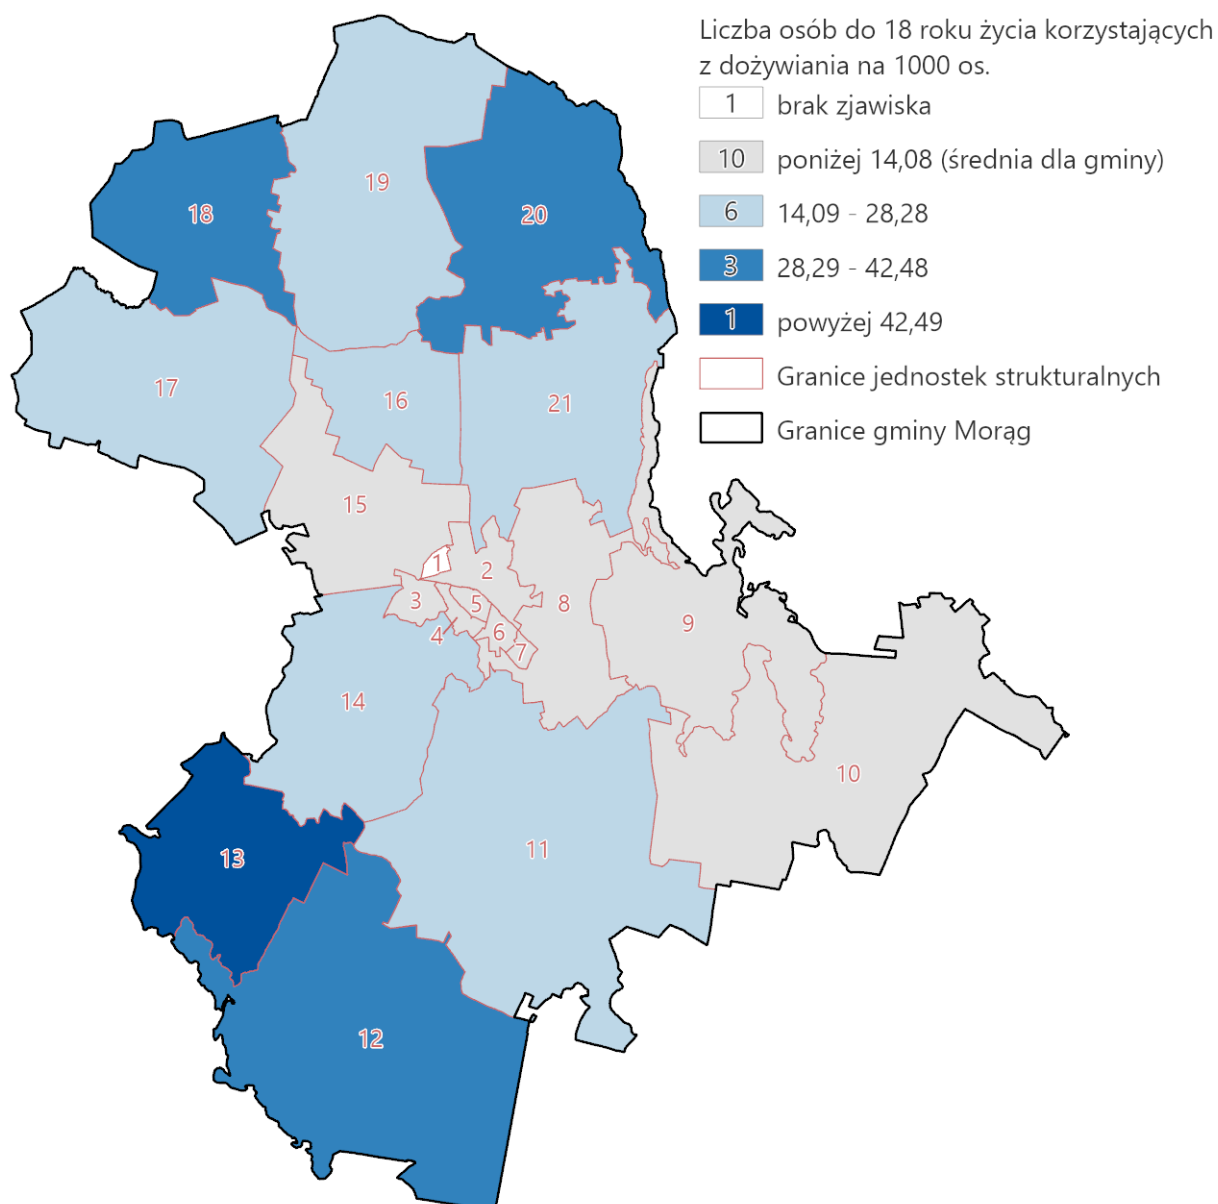 Liczba osób do 18 roku życia korzystających
z dożywiania na 1000 os.
1 brak zjawiska
10 poniżej 14,08 (średnia dla gminy)
6 14,09 - 28,28
3 28,29 - 42,48
1 powyżej 42,49
Granice jednostek strukturalnych
Granice gminy Morąg
19
18
20
17
16
21
15
1
2
3
5
8
4
6
7
9
14
10
11
13
12